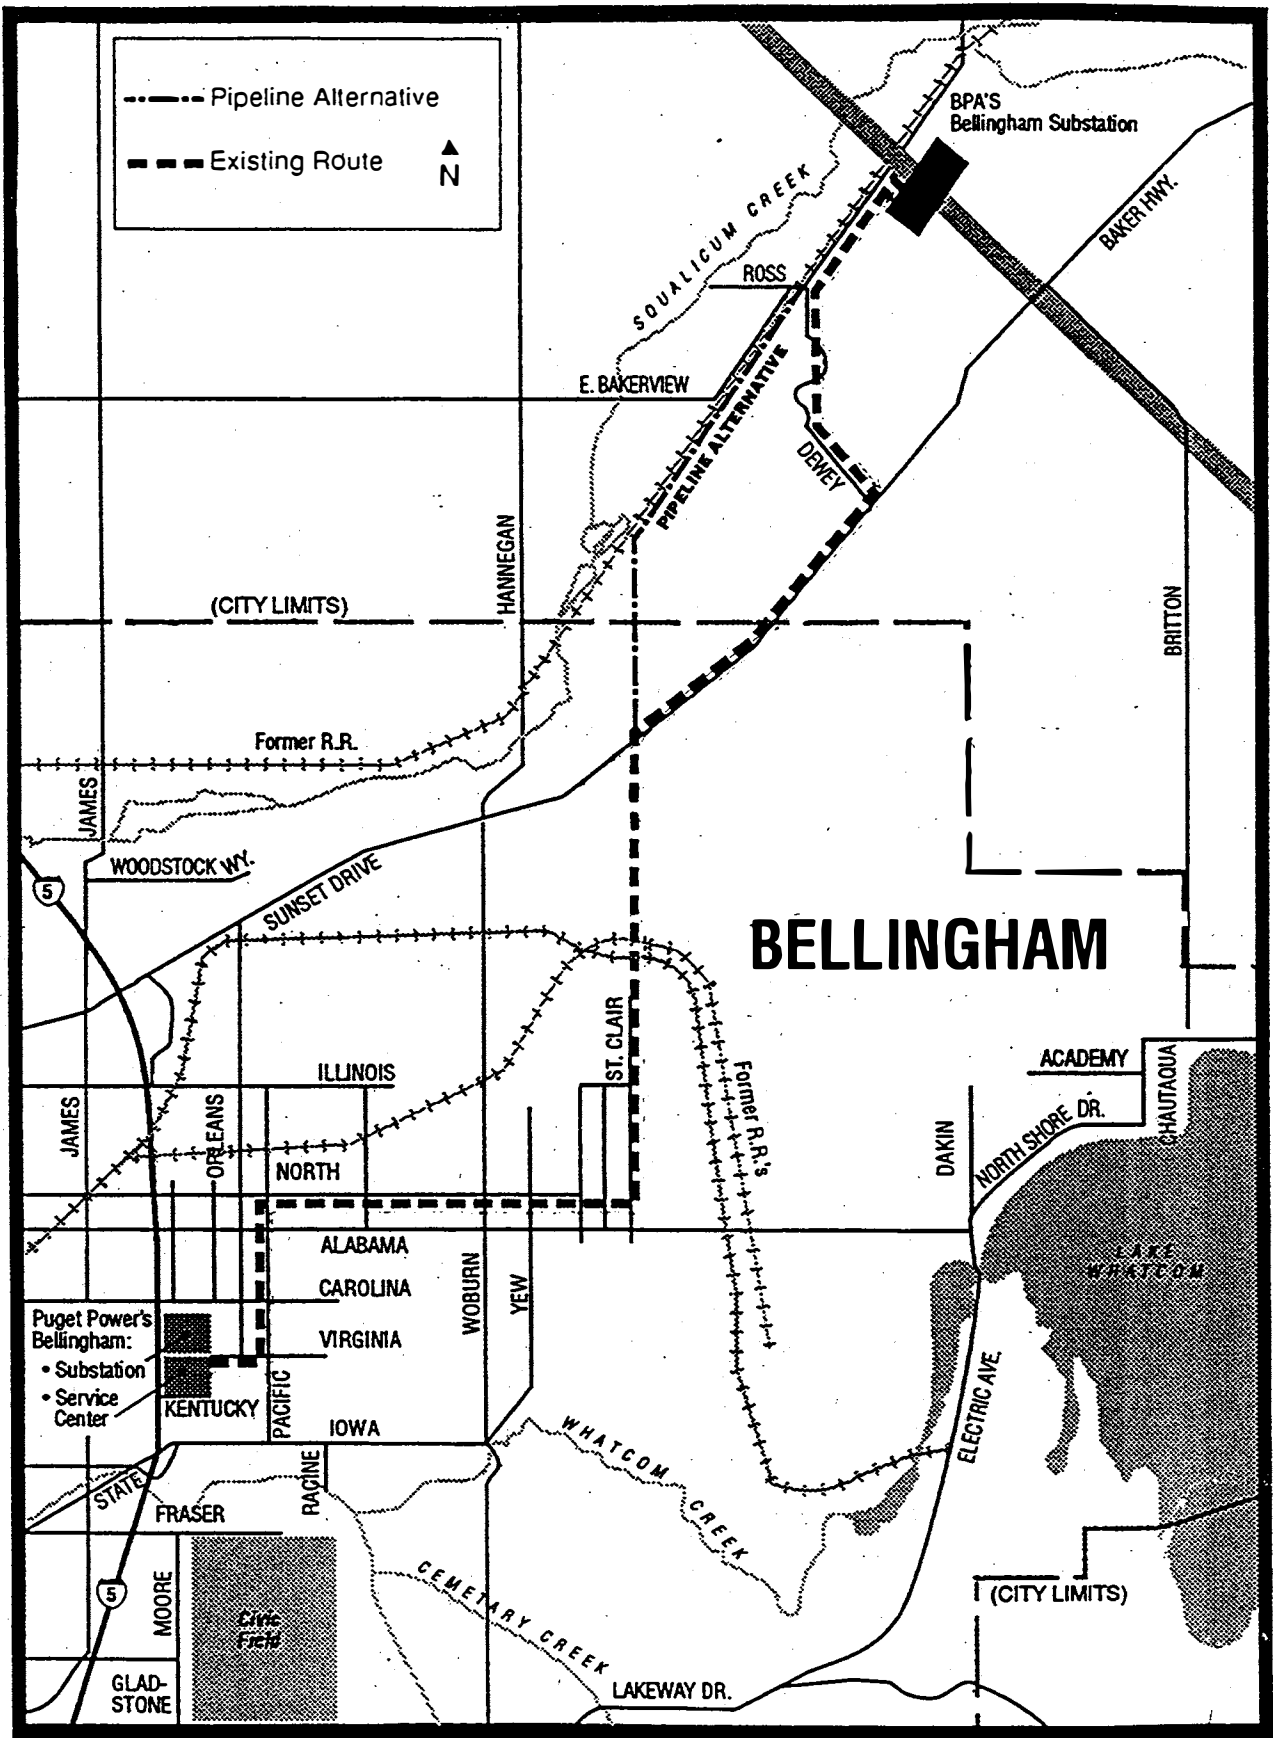 Pipeline Alternative
Existing Route
N
BPA'S
Bellingham Substation
BAKER HWY.
SQUALICUM CREEK
ROSS
E. BAKERVIEW
PIPELINE ALTERNATIVE
DEWEY
HANNEGAN
(CITY LIMITS)
BRITTON
Former R.R.
JAMES
WOODSTOCK WY.
5
SUNSET DRIVE
BELLINGHAM
ST. CLAIR
ILLINOIS
ACADEMY
CHAUTAUQUA
JAMES
ORLEANS
Former R.R.'s
DAKIN
NORTH SHORE DR.
NORTH
ALABAMA
LAKE
WHATCOM
CAROLINA
WOBURN
YEW
Puget Power's
Bellingham:
• Substation
• Service
Center
VIRGINIA
KENTUCKY
PACIFIC
IOWA
ELECTRIC AVE.
WHATCOM
CREEK
STATE
RACINE
FRASER
5
MOORE
Civic
Field
CEMETARY CREEK
(CITY LIMITS)
GLAD-
STONE
LAKEWAY DR.